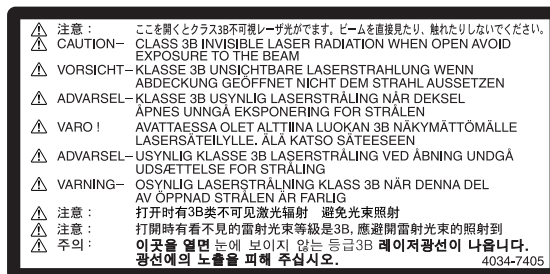 ⚠ 注意： ここを開くとクラス3B不可視レーザ光がでます。ビームを直接見たり、触れたりしないでください。
⚠ CAUTION– CLASS 3B INVISIBLE LASER RADIATION WHEN OPEN AVOID
EXPOSURE TO THE BEAM
⚠ VORSICHT– KLASSE 3B UNSICHTBARE LASERSTRAHLUNG WENN
ABDECKUNG GEÖFFNET NICHT DEM STRAHL AUSSETZEN
⚠ ADVARSEL– KLASSE 3B USYNLIG LASERSTRÅLING NÅR DEKSEL
ÅPNES UNNGÅ EKSPONERING FOR STRÅLEN
⚠ VARO ! AVATTAESSA OLET ALTTIINA LUOKAN 3B NÄKYMÄTTÖMÄLLE
LASERSÄTEILYLLE. ÄLÄ KATSO SÄTEESEEN
⚠ ADVARSEL– USYNLIG KLASSE 3B LASERSTRÅLING VED ÅBNING UNDGÅ
UDSÆTTELSE FOR STRÅLING
⚠ VARNING– OSYNLIG LASERSTRÅLNING KLASS 3B NÄR DENNA DEL
AV ÖPPNAD STRÅLEN ÄR FARLIG
⚠ 注意： 打开时有3B类不可见激光辐射 避免光束照射
⚠ 注意： 打開時有看不見的雷射光束等級是3B, 應避開雷射光束的照射到
⚠ 주의： 이곳을 열면 눈에 보이지 않는 등급3B 레이저광선이 나옵니다.
광선에의 노출을 피해 주십시오. 4034-7405